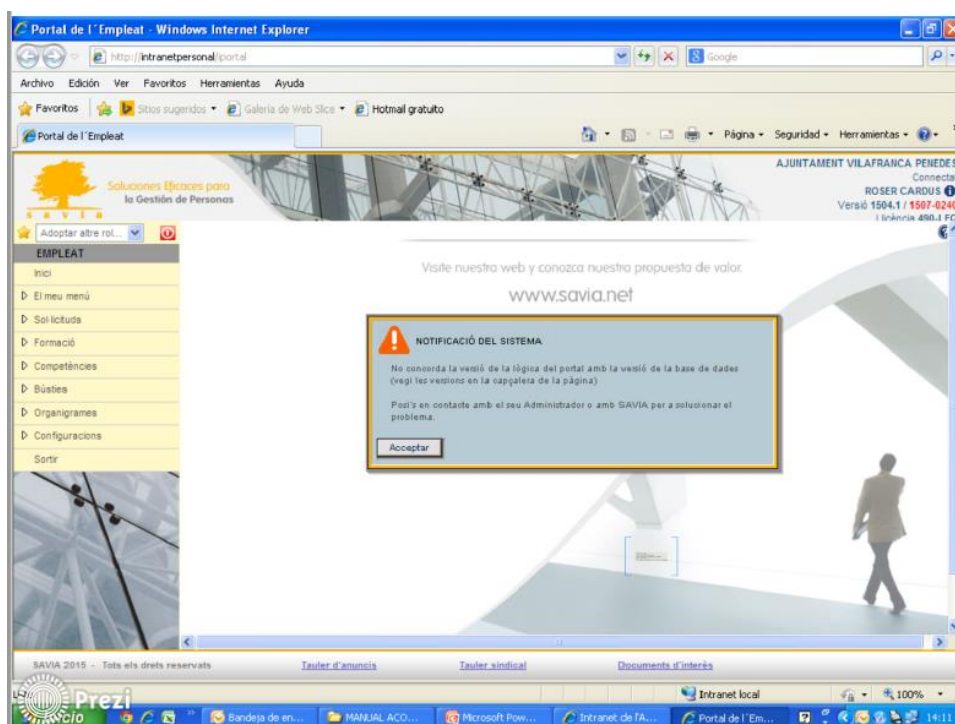 Portal de l´Empleat - Windows Internet Explorer
http://intranetpersonal/iportal
Google
Archivo Edición Ver Favoritos Herramientas Ayuda
Favoritos Sitios sugeridos Galería de Web Slice Hotmail gratuito
Portal de l´Empleat
Página Seguridad Herramientas
Soluciones Eficaces para
la Gestión de Personas
savia
AJUNTAMENT VILAFRANCA PENEDES
Connecta
ROSER CARDUS
Versió 1504.1 / 1507-0240
Llicència 490-LEC
Adoptar altre rol...
EMPLEAT
Inici
El meu menú
Sol·licituds
Formació
Competències
Bústies
Organigrames
Configuracions
Sortir
Visite nuestra web y conozca nuestra propuesta de valor.
www.savia.net
NOTIFICACIÓ DEL SISTEMA
No concorda la versió de la lògica del portal amb la versió de la base de dades
(vegi les versions en la capçalera de la pàgina)
Posi's en contacte amb el seu Administrador o amb SAVIA per a solucionar el
problema.
Acceptar
SAVIA 2015 - Tots els drets reservats
Tauler d'anuncis
Tauler sindical
Documents d'interès
Intranet local
100%
Prezi
Inicio
Bandeja de en...
MANUAL ACO...
Microsoft Pow...
Intranet de l'A...
Portal de l´Em...
14:11